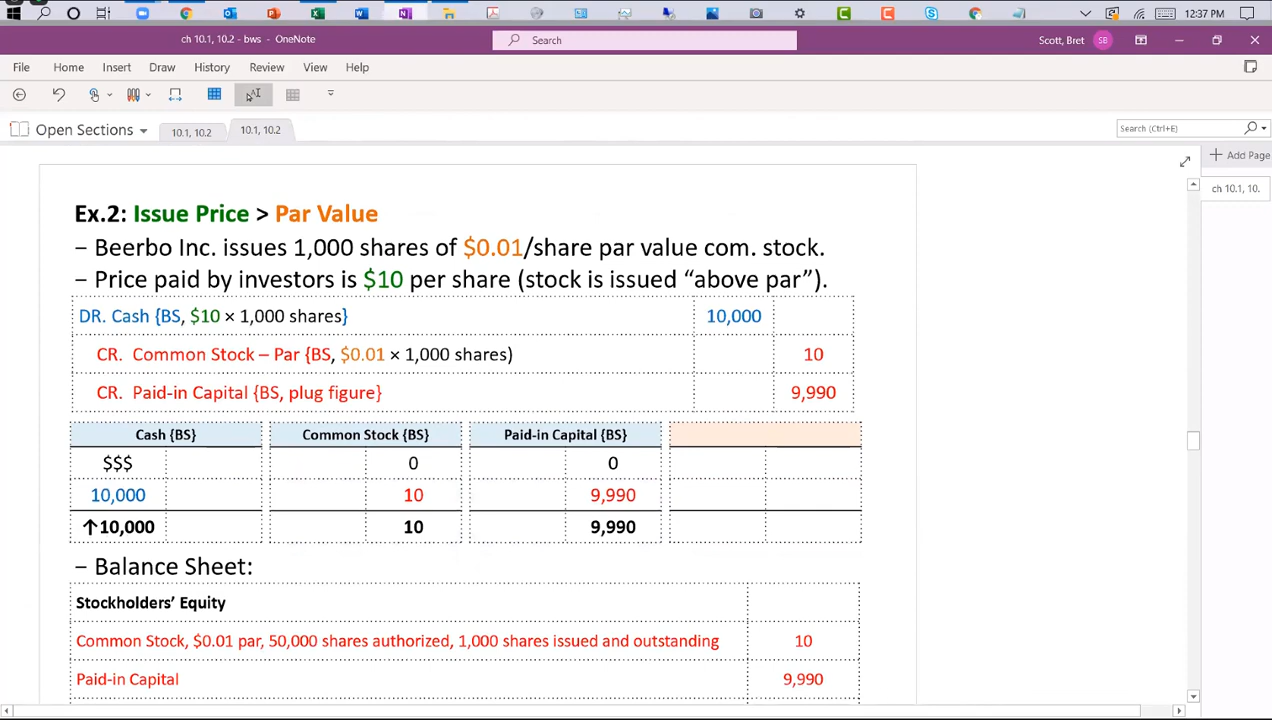 12:37 PM
ch 10.1, 10.2 - bws - OneNote
Search
Scott, Bret
SB
File
Home
Insert
Draw
History
Review
View
Help
Open Sections
10.1, 10.2
10.1, 10.2
Search (Ctrl+E)
Add Page
ch 10.1, 10.
Ex.2: Issue Price > Par Value
− Beerbo Inc. issues 1,000 shares of $0.01/share par value com. stock.
− Price paid by investors is $10 per share (stock is issued “above par”).
DR. Cash {BS, $10 × 1,000 shares} 10,000
CR. Common Stock – Par {BS, $0.01 × 1,000 shares) 10
CR. Paid-in Capital {BS, plug figure} 9,990
Cash {BS} Common Stock {BS} Paid-in Capital {BS}
$$$ 0 0
10,000 10 9,990
↑10,000 10 9,990
− Balance Sheet:
Stockholders’ Equity
Common Stock, $0.01 par, 50,000 shares authorized, 1,000 shares issued and outstanding 10
Paid-in Capital 9,990